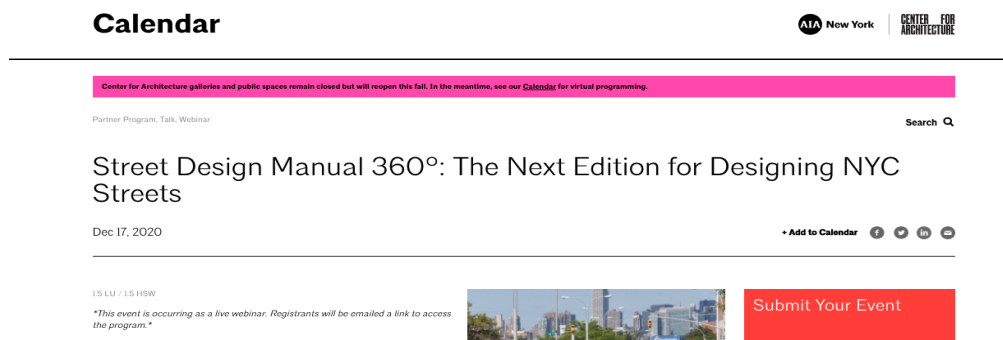 Calendar
AIA New York
CENTER FOR
ARCHITECTURE
Center for Architecture galleries and public spaces remain closed but will reopen this fall. In the meantime, see our Calendar for virtual programming.
Partner Program, Talk, Webinar
Search
Street Design Manual 360º: The Next Edition for Designing NYC
Streets
Dec 17, 2020
+ Add to Calendar
1.5 LU / 1.5 HSW
*This event is occurring as a live webinar. Registrants will be emailed a link to access
the program.*
Submit Your Event